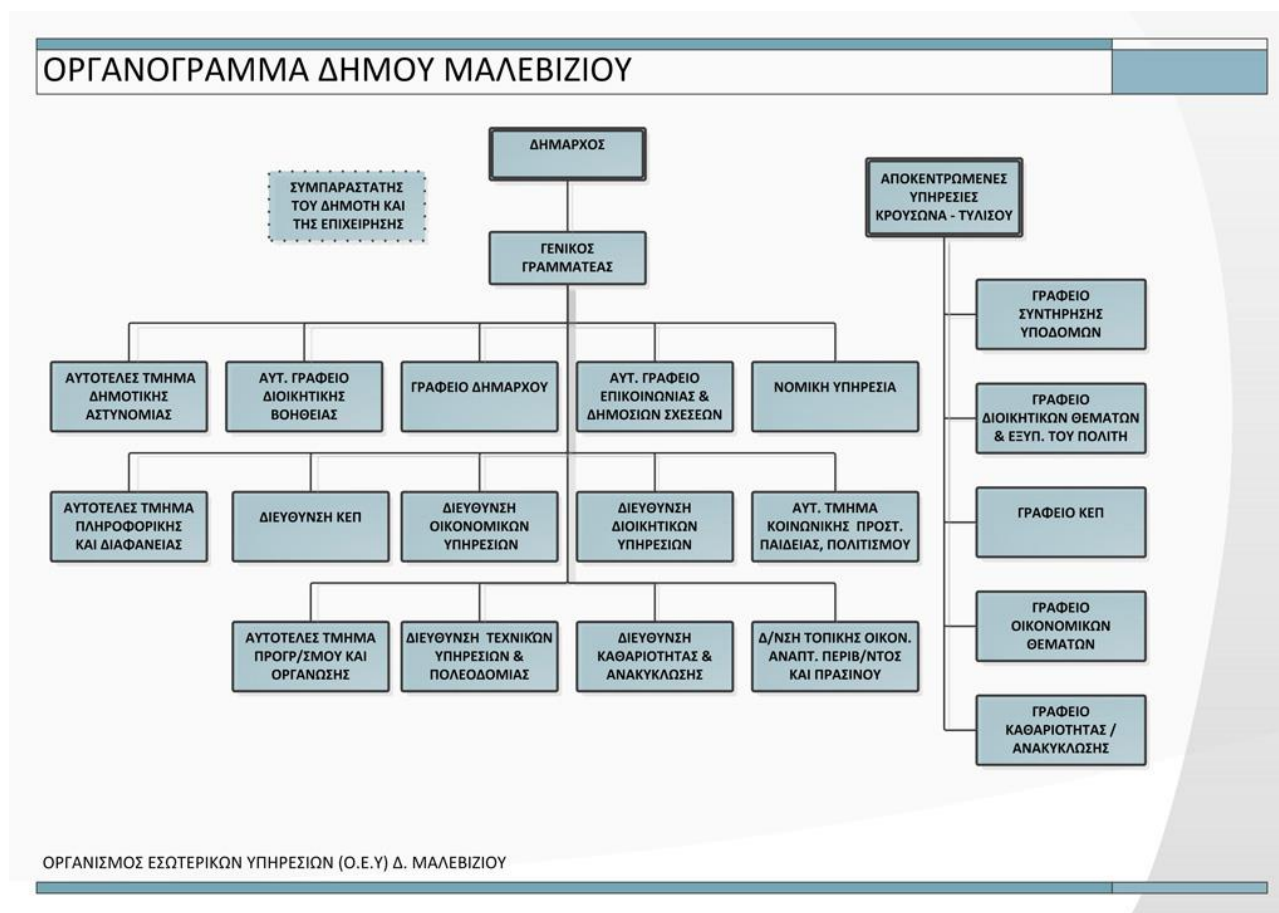 ΟΡΓΑΝΟΓΡΑΜΜΑ ΔΗΜΟΥ ΜΑΛΕΒΙΖΙΟΥ
ΔΗΜΑΡΧΟΣ
ΣΥΜΠΑΡΑΣΤΑΤΗΣ
ΤΟΥ ΔΗΜΟΤΗ ΚΑΙ
ΤΗΣ ΕΠΙΧΕΙΡΗΣΗΣ
ΓΕΝΙΚΟΣ
ΓΡΑΜΜΑΤΕΑΣ
ΑΥΤΟΤΕΛΕΣ ΤΜΗΜΑ
ΔΗΜΟΤΙΚΗΣ
ΑΣΤΥΝΟΜΙΑΣ
ΑΥΤ. ΓΡΑΦΕΙΟ
ΔΙΟΙΚΗΤΙΚΗΣ
ΒΟΗΘΕΙΑΣ
ΓΡΑΦΕΙΟ ΔΗΜΑΡΧΟΥ
ΑΥΤ. ΓΡΑΦΕΙΟ
ΕΠΙΚΟΙΝΩΝΙΑΣ &
ΔΗΜΟΣΙΩΝ ΣΧΕΣΕΩΝ
ΝΟΜΙΚΗ ΥΠΗΡΕΣΙΑ
ΑΥΤΟΤΕΛΕΣ ΤΜΗΜΑ
ΠΛΗΡΟΦΟΡΙΚΗΣ
ΚΑΙ ΔΙΑΦΑΝΕΙΑΣ
ΔΙΕΥΘΥΝΣΗ ΚΕΠ
ΔΙΕΥΘΥΝΣΗ
ΟΙΚΟΝΟΜΙΚΩΝ
ΥΠΗΡΕΣΙΩΝ
ΔΙΕΥΘΥΝΣΗ
ΔΙΟΙΚΗΤΙΚΩΝ
ΥΠΗΡΕΣΙΩΝ
ΑΥΤ. ΤΜΗΜΑ
ΚΟΙΝΩΝΙΚΗΣ ΠΡΟΣΤ.
ΠΑΙΔΕΙΑΣ, ΠΟΛΙΤΙΣΜΟΥ
ΑΥΤΟΤΕΛΕΣ ΤΜΗΜΑ
ΠΡΟΓΡ/ΣΜΟΥ ΚΑΙ
ΟΡΓΑΝΩΣΗΣ
ΔΙΕΥΘΥΝΣΗ ΤΕΧΝΙΚΏΝ
ΥΠΗΡΕΣΙΩΝ &
ΠΟΛΕΟΔΟΜΙΑΣ
ΔΙΕΥΘΥΝΣΗ
ΚΑΘΑΡΙΟΤΗΤΑΣ &
ΑΝΑΚΥΚΛΩΣΗΣ
Δ/ΝΣΗ ΤΟΠΙΚΗΣ ΟΙΚΟΝ.
ΑΝΑΠΤ. ΠΕΡΙΒ/ΝΤΟΣ
ΚΑΙ ΠΡΑΣΙΝΟΥ
ΑΠΟΚΕΝΤΡΩΜΕΝΕΣ
ΥΠΗΡΕΣΙΕΣ
ΚΡΟΥΣΩΝΑ - ΤΥΛΙΣΟΥ
ΓΡΑΦΕΙΟ
ΣΥΝΤΗΡΗΣΗΣ
ΥΠΟΔΟΜΩΝ
ΓΡΑΦΕΙΟ
ΔΙΟΙΚΗΤΙΚΩΝ ΘΕΜΑΤΩΝ
& ΕΞΥΠ. ΤΟΥ ΠΟΛΙΤΗ
ΓΡΑΦΕΙΟ ΚΕΠ
ΓΡΑΦΕΙΟ
ΟΙΚΟΝΟΜΙΚΩΝ
ΘΕΜΑΤΩΝ
ΓΡΑΦΕΙΟ
ΚΑΘΑΡΙΟΤΗΤΑΣ /
ΑΝΑΚΥΚΛΩΣΗΣ
ΟΡΓΑΝΙΣΜΟΣ ΕΣΩΤΕΡΙΚΩΝ ΥΠΗΡΕΣΙΩΝ (Ο.Ε.Υ) Δ. ΜΑΛΕΒΙΖΙΟΥ